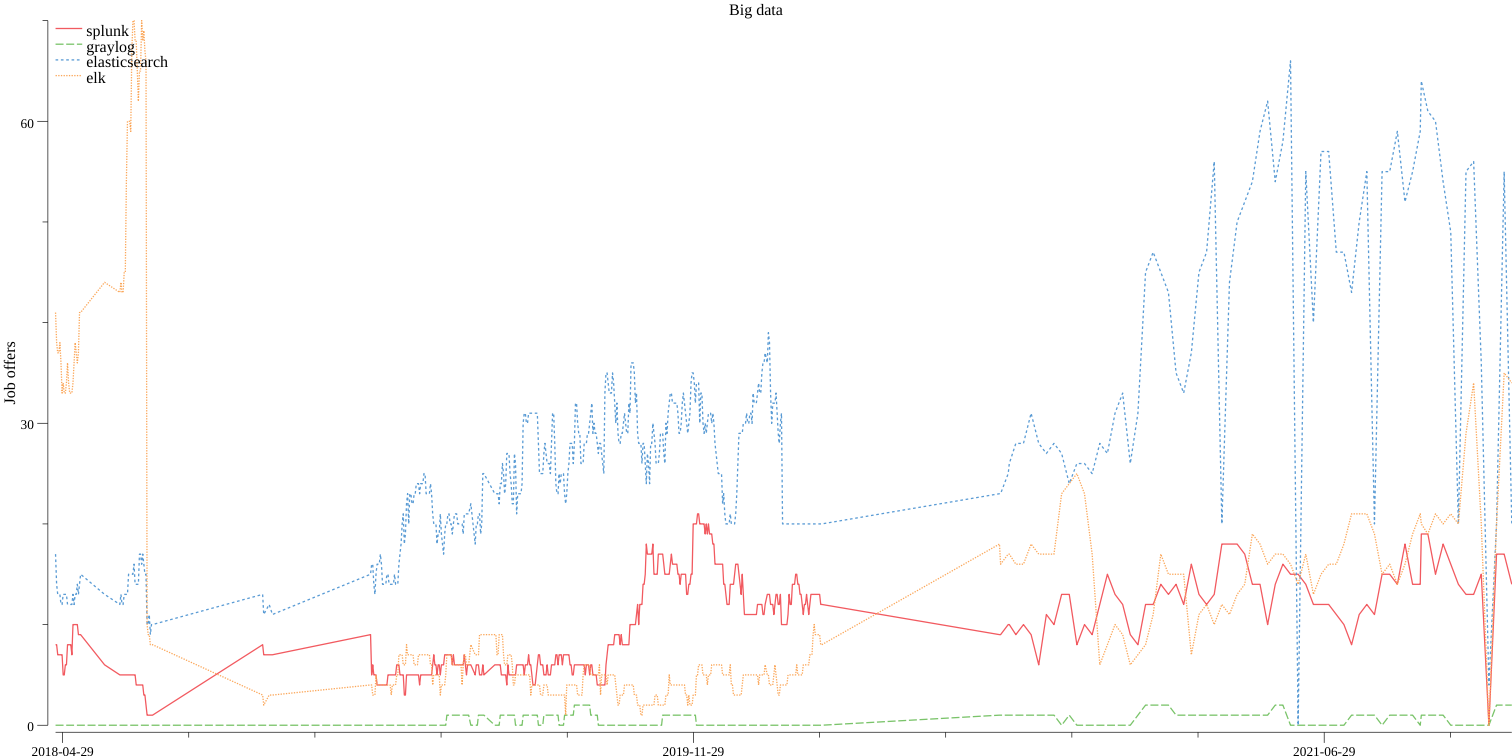 Big data
splunk
graylog
elasticsearch
elk
60
30
0
Job offers
2018-04-29
2019-11-29
2021-06-29